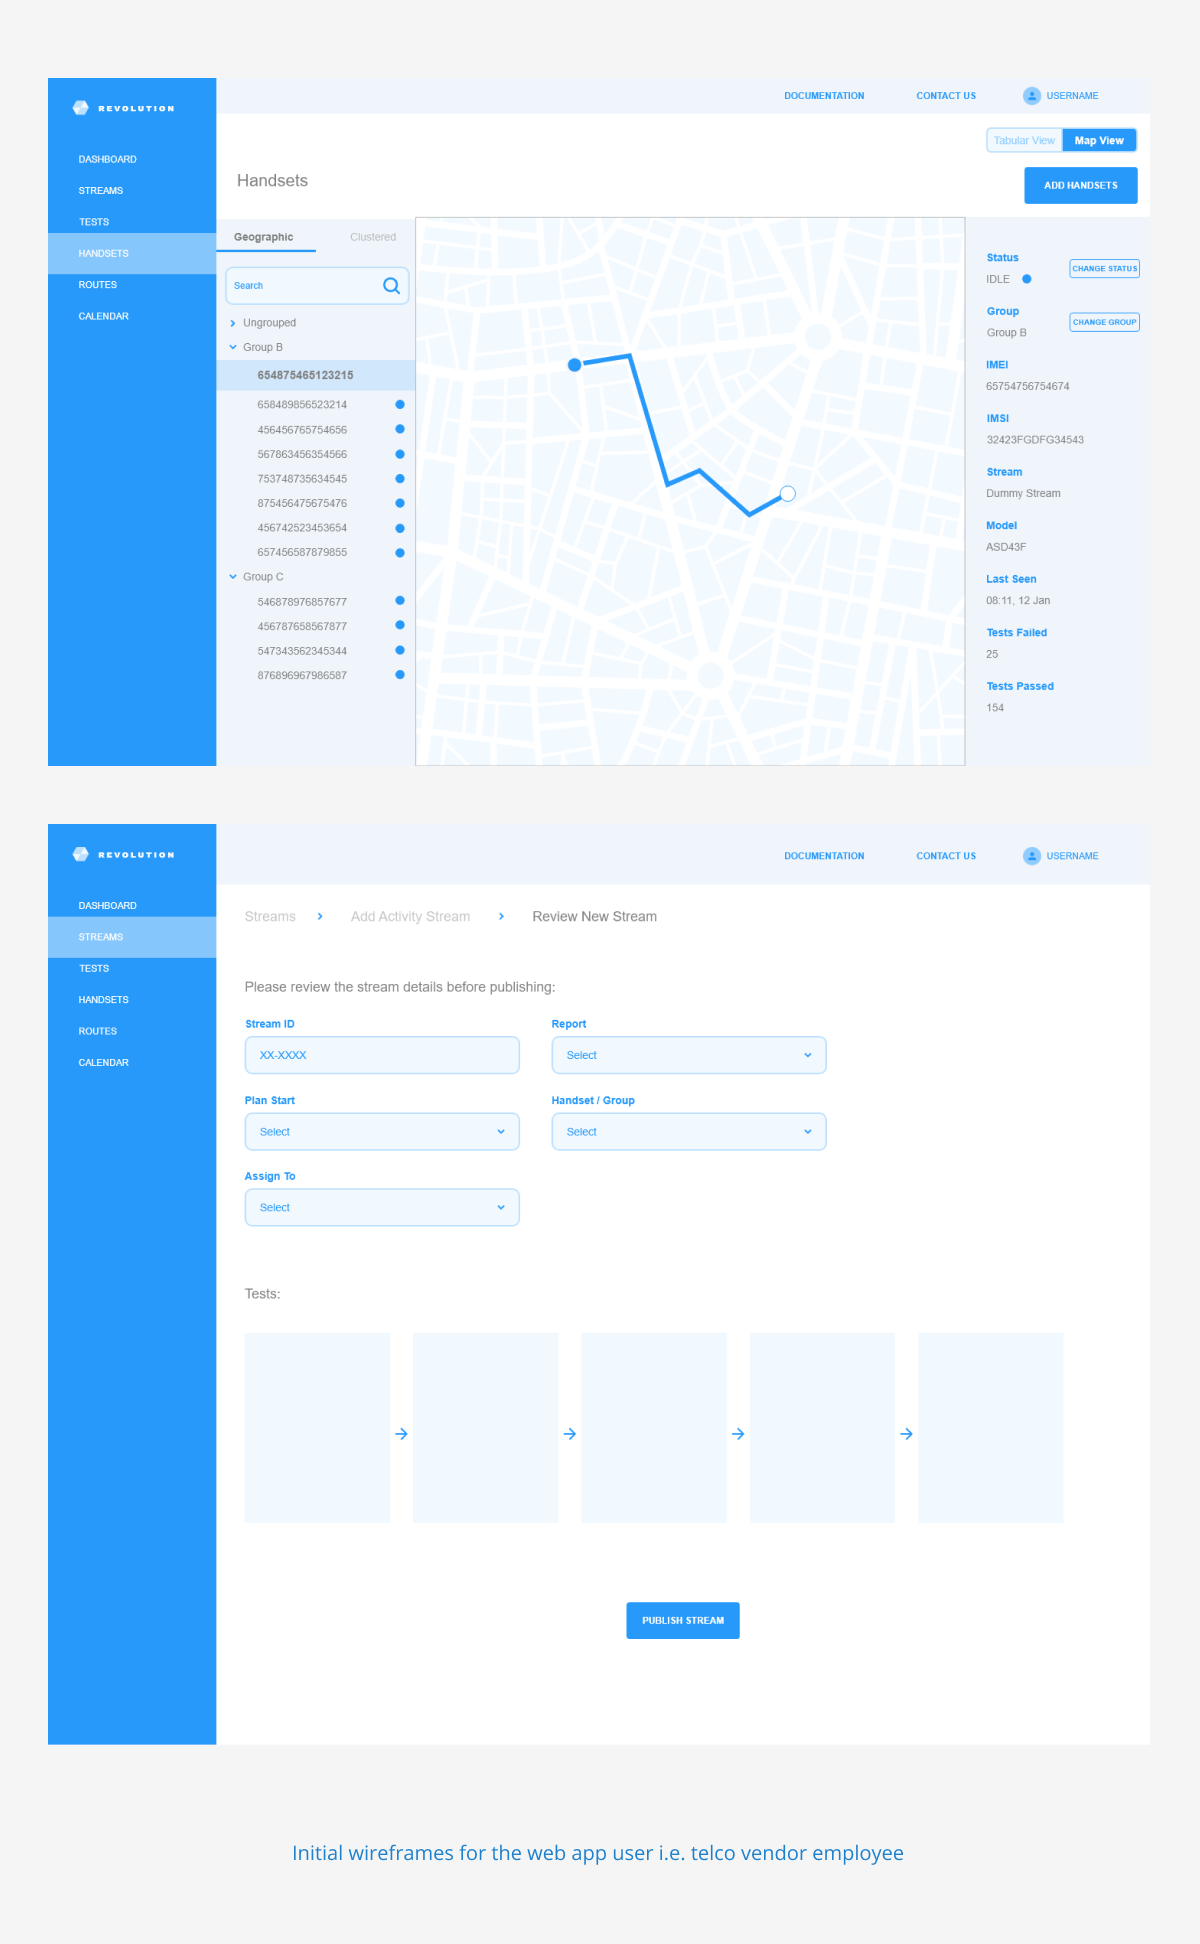 REVOLUTION
DOCUMENTATION
CONTACT US
USERNAME
DASHBOARD
STREAMS
TESTS
HANDSETS
ROUTES
CALENDAR
Tabular View
Map View
Handsets
ADD HANDSETS
Geographic
Clustered
Search
Ungrouped
Group B
654875465123215
658489856523214
456456765754656
567863456354566
753748735634545
875456475675476
456742523453654
657456587879855
Group C
546878976857677
456787658567877
547343562345344
876896967986587
Status
IDLE
CHANGE STATUS
Group
Group B
CHANGE GROUP
IMEI
65754756754674
IMSI
32423FGDFG34543
Stream
Dummy Stream
Model
ASD43F
Last Seen
08:11, 12 Jan
Tests Failed
25
Tests Passed
154
REVOLUTION
DOCUMENTATION
CONTACT US
USERNAME
DASHBOARD
STREAMS
TESTS
HANDSETS
ROUTES
CALENDAR
Streams
Add Activity Stream
Review New Stream
Please review the stream details before publishing:
Stream ID
XX-XXXX
Report
Select
Plan Start
Select
Handset / Group
Select
Assign To
Select
Tests:
PUBLISH STREAM
Initial wireframes for the web app user i.e. telco vendor employee